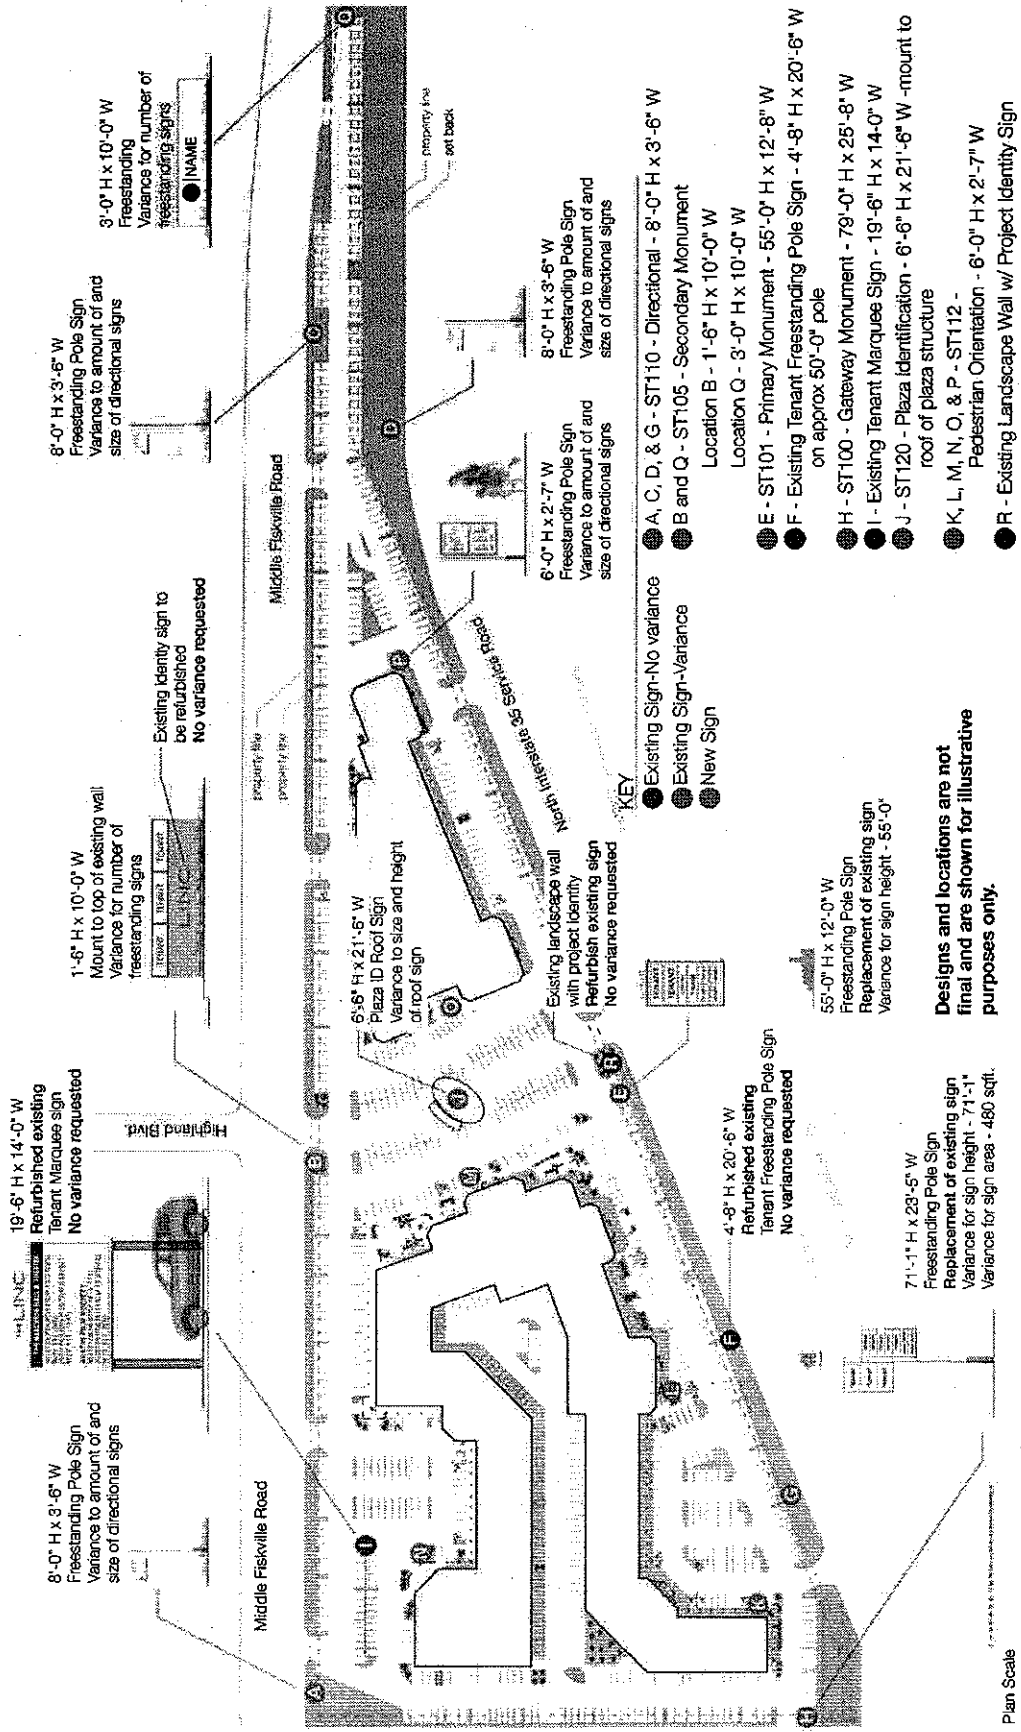 8'-0" H x 3'-6" W
Freestanding Pole Sign
Variance to amount of and
size of directional signs
19'-6" H x 14'-0" W
Refurbished existing
Tenant Marquee sign
No variance requested
LINC
1'-6" H x 10'-0" W
Mount to top of existing wall
Variance for number of
freestanding signs
TENANT TENANT TENANT
LINC
Existing Identity sign to
be refurbished
No variance requested
8'-0" H x 3'-6" W
Freestanding Pole Sign
Variance to amount of and
size of directional signs
3'-0" H x 10'-0" W
Freestanding
Variance for number of
freestanding signs
NAME
Middle Fiskville Road
Highland Blvd.
Middle Fiskville Road
property line
property line
property line
set back
A
B
I
N
M
J
O
P
D
C
Q
R
E
F
G
H
L
K
6'-6" H x 21'-6" W
Plaza ID Roof Sign
Variance to size and height
of roof sign
Existing landscape wall
with project identity
Refurbish existing sign
No variance requested
North Interstate 35 Service Road
6'-0" H x 2'-7" W
Freestanding Pole Sign
Variance to amount of and
size of directional signs
8'-0" H x 3'-6" W
Freestanding Pole Sign
Variance to amount of and
size of directional signs
4'-8" H x 20'-6" W
Refurbished existing
Tenant Freestanding Pole Sign
No variance requested
TENANT
55'-0" H x 12'-0" W
Freestanding Pole Sign
Replacement of existing sign
Variance for sign height - 55'-0"
71'-1" H x 23'-5" W
Freestanding Pole Sign
Replacement of existing sign
Variance for sign height - 71'-1"
Variance for sign area - 480 sqft.
Designs and locations are not
final and are shown for illustrative
purposes only.
KEY
Existing Sign-No variance
Existing Sign-Variance
New Sign
A, C, D, & G - ST110 - Directional - 8'-0" H x 3'-6" W
B and Q - ST105 - Secondary Monument
Location B - 1'-6" H x 10'-0" W
Location Q - 3'-0" H x 10'-0" W
E - ST101 - Primary Monument - 55'-0" H x 12'-8" W
F - Existing Tenant Freestanding Pole Sign - 4'-8" H x 20'-6" W
on approx 50'-0" pole
H - ST100 - Gateway Monument - 79'-0" H x 25'-8" W
I - Existing Tenant Marquee Sign - 19'-6" H x 14-0" W
J - ST120 - Plaza Identification - 6'-6" H x 21'-6" W -mount to
roof of plaza structure
K, L, M, N, O, & P - ST112 -
Pedestrian Orientation - 6'-0" H x 2'-7" W
R - Existing Landscape Wall w/ Project Identity Sign
Plan Scale